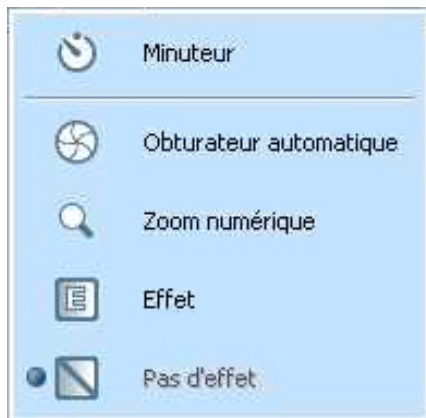 Minuteur
Obturateur automatique
Zoom numérique
E Effet
Pas d'effet